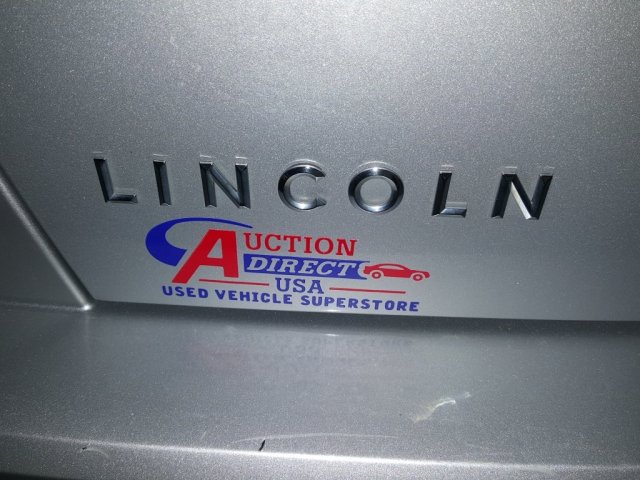 LINCOLN
AUCTION
DIRECT
USA
USED VEHICLE SUPERSTORE